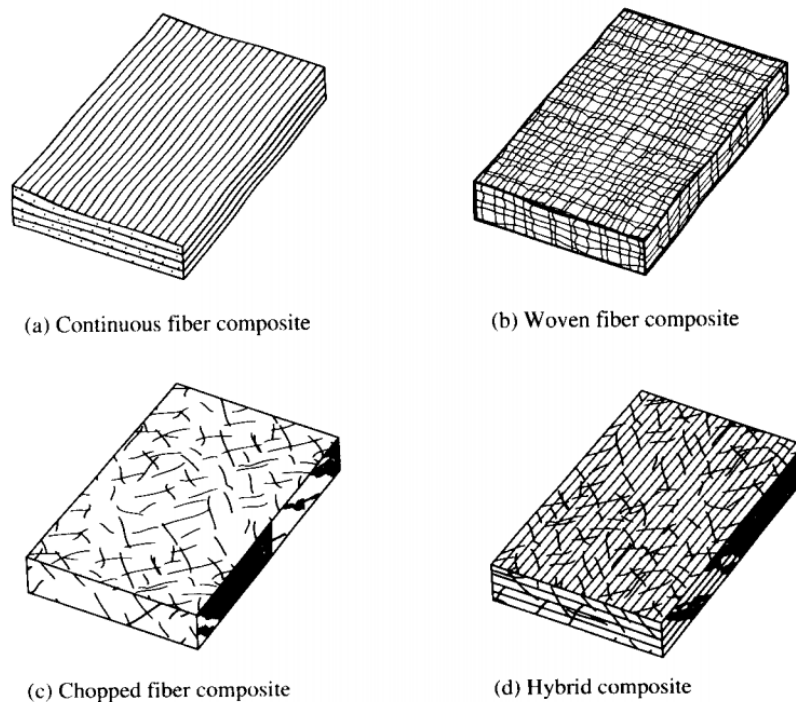 (a) Continuous fiber composite
(b) Woven fiber composite
(c) Chopped fiber composite
(d) Hybrid composite